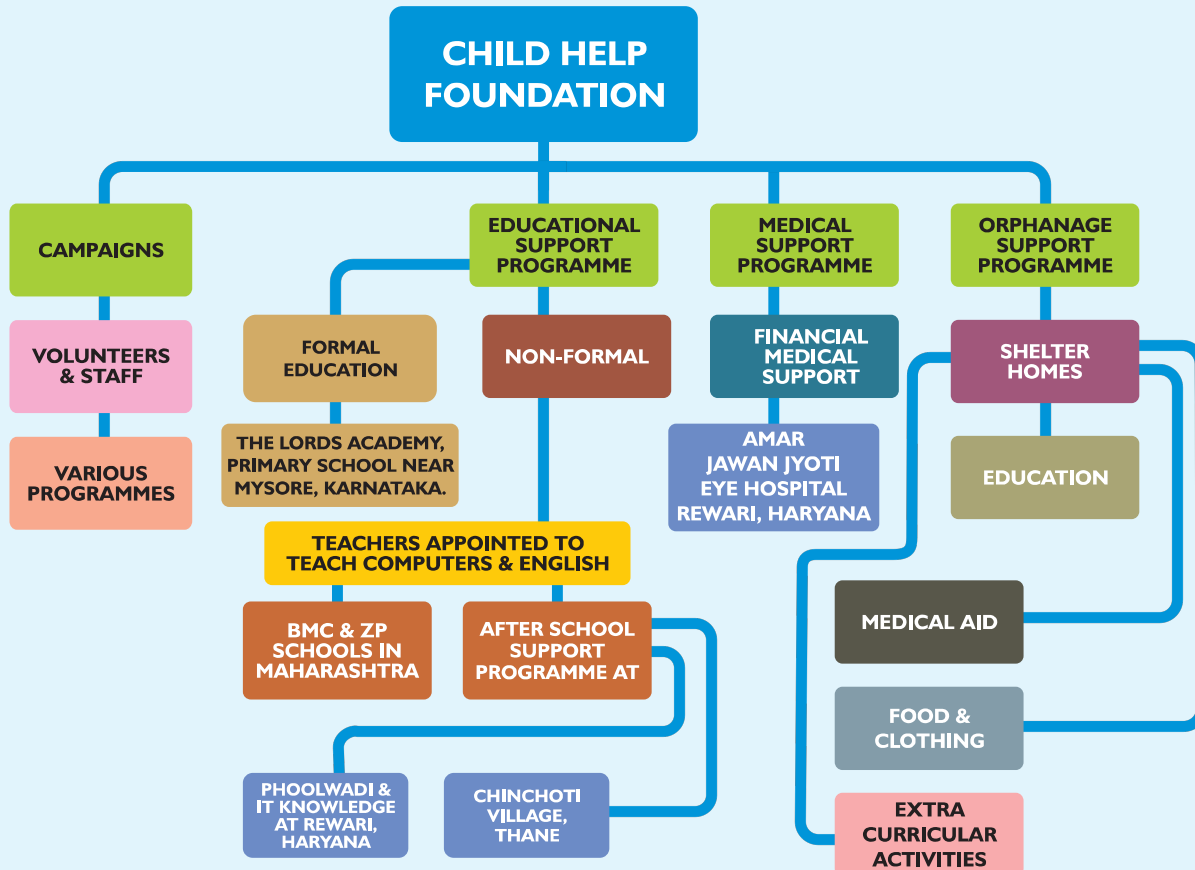 CHILD HELP
FOUNDATION
CAMPAIGNS
EDUCATIONAL
SUPPORT
PROGRAMME
MEDICAL
SUPPORT
PROGRAMME
ORPHANAGE
SUPPORT
PROGRAMME
VOLUNTEERS
& STAFF
FORMAL
EDUCATION
NON-FORMAL
FINANCIAL
MEDICAL
SUPPORT
SHELTER
HOMES
VARIOUS
PROGRAMMES
THE LORDS ACADEMY,
PRIMARY SCHOOL NEAR
MYSORE, KARNATAKA.
AMAR
JAWAN JYOTI
EYE HOSPITAL
REWARI, HARYANA
EDUCATION
TEACHERS APPOINTED TO
TEACH COMPUTERS & ENGLISH
BMC & ZP
SCHOOLS IN
MAHARASHTRA
AFTER SCHOOL
SUPPORT
PROGRAMME AT
MEDICAL AID
FOOD &
CLOTHING
PHOOLWADI &
IT KNOWLEDGE
AT REWARI,
HARYANA
CHINCHOTI
VILLAGE,
THANE
EXTRA
CURRICULAR
ACTIVITIES